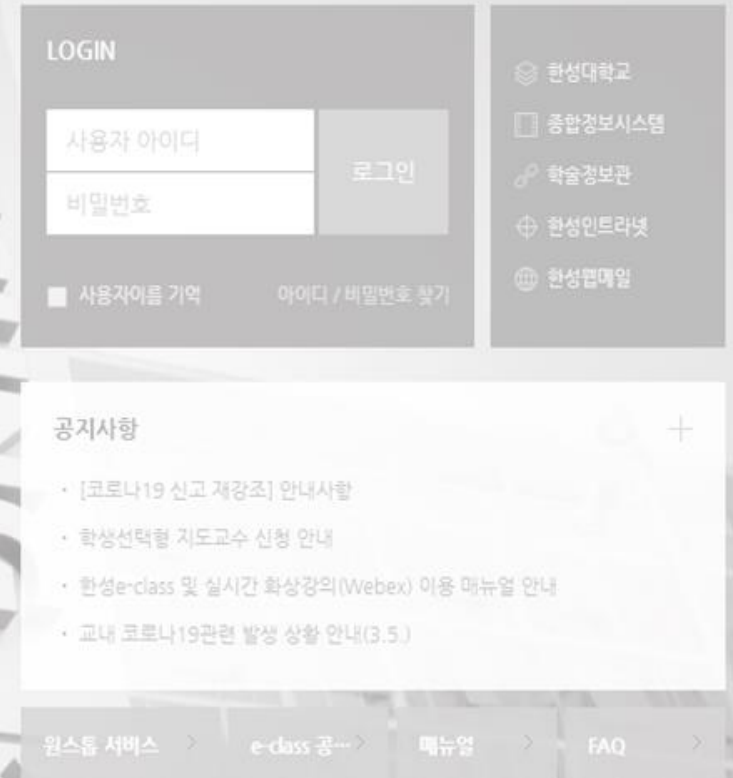 LOGIN
사용자 아이디
비밀번호
로그인
사용자이름 기억
아이디 / 비밀번호 찾기
한성대학교
종합정보시스템
학술정보관
한성인트라넷
한성웹메일
공지사항
· [코로나19 신고 재강조] 안내사항
· 학생선택형 지도교수 신청 안내
· 한성e-class 및 실시간 화상강의(Webex) 이용 매뉴얼 안내
· 교내 코로나19관련 발생 상황 안내(3.5.)
원스톱 서비스
e-class 공…
매뉴얼
FAQ